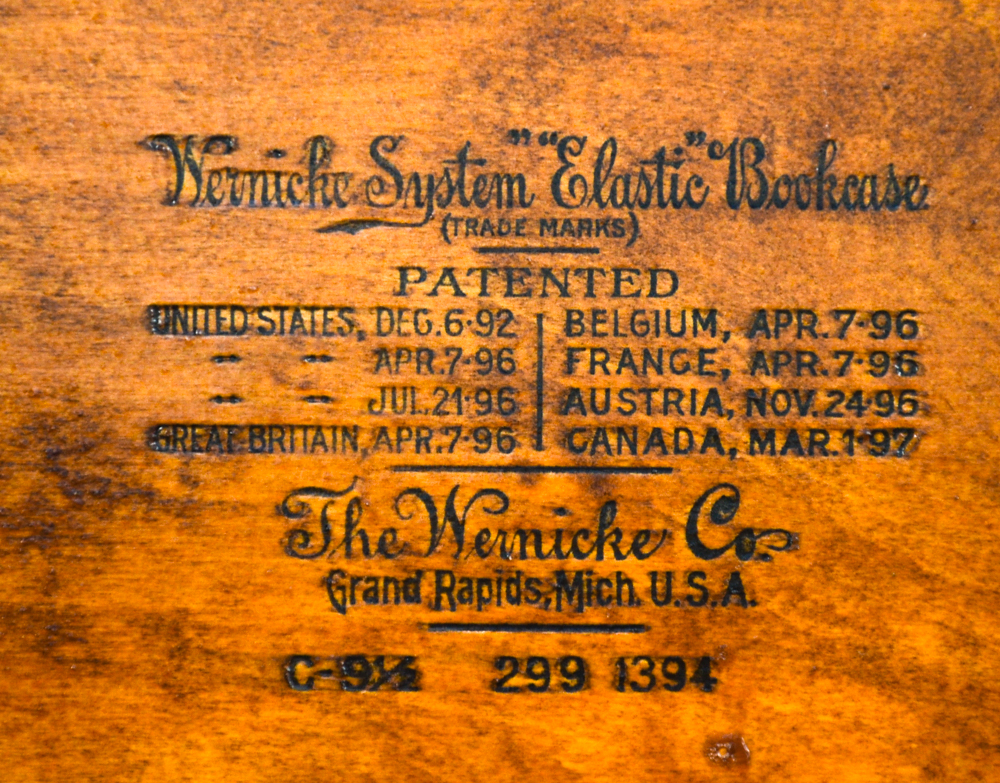 Wernicke System" "Elastic" Bookcase
(TRADE MARKS)
PATENTED
UNITED STATES, DEC. 6-92
" " APR. 7-96
" " JUL. 21-96
GREAT BRITAIN, APR. 7-96
BELGIUM, APR. 7-96
FRANCE, APR. 7-96
AUSTRIA, NOV. 24-96
CANADA, MAR. 1-97
The Wernicke Co.
Grand Rapids, Mich. U.S.A.
C-9½ 299 1394